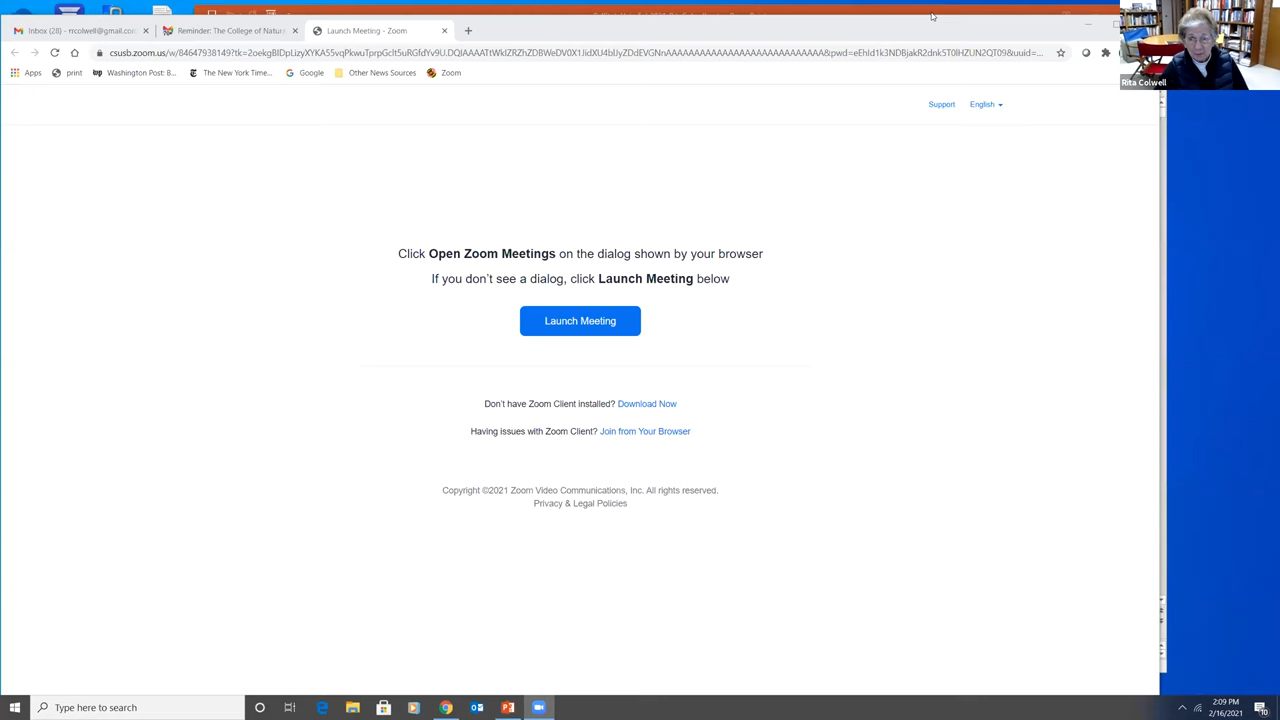 Inbox (28) - rrcolwell@gmail.com
Reminder: The College of Natur
Launch Meeting - Zoom
Apps
print
Washington Post: B...
The New York Time...
Google
Other News Sources
Zoom
Rita Colwell
Support
English
Click Open Zoom Meetings on the dialog shown by your browser
If you don't see a dialog, click Launch Meeting below
Launch Meeting
Don't have Zoom Client installed? Download Now
Having issues with Zoom Client? Join from Your Browser
Copyright ©2021 Zoom Video Communications, Inc. All rights reserved.
Privacy & Legal Policies
Type here to search
2:09 PM
2/16/2021
10